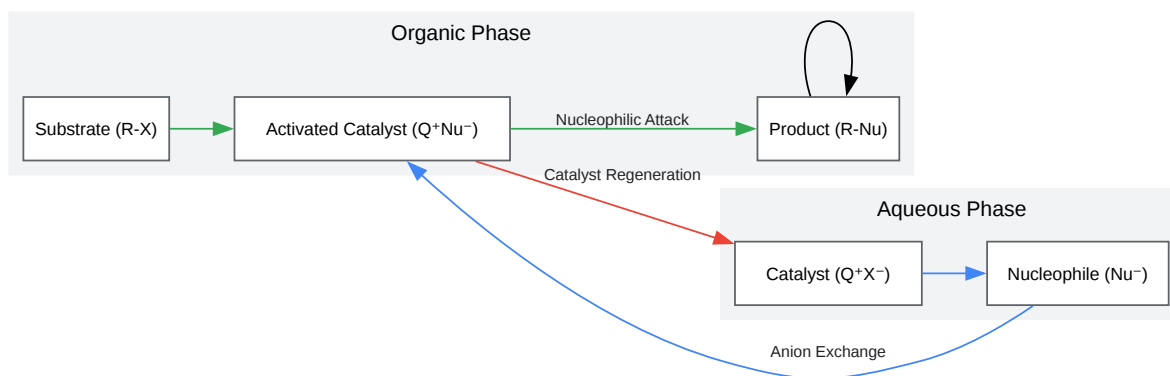 Organic Phase
Substrate (R-X)
Activated Catalyst (Q⁺Nu⁻)
Nucleophilic Attack
Product (R-Nu)
Catalyst Regeneration
Aqueous Phase
Catalyst (Q⁺X⁻)
Nucleophile (Nu⁻)
Anion Exchange